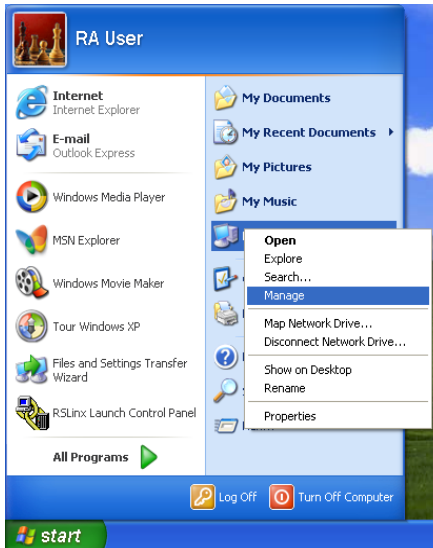 RA User
Internet
Internet Explorer
E-mail
Outlook Express
Windows Media Player
MSN Explorer
Windows Movie Maker
Tour Windows XP
Files and Settings Transfer
Wizard
RSLinx Launch Control Panel
All Programs
My Documents
My Recent Documents
My Pictures
My Music
Open
Explore
Search...
Manage
Map Network Drive...
Disconnect Network Drive...
Show on Desktop
Rename
Properties
Log Off
Turn Off Computer
start